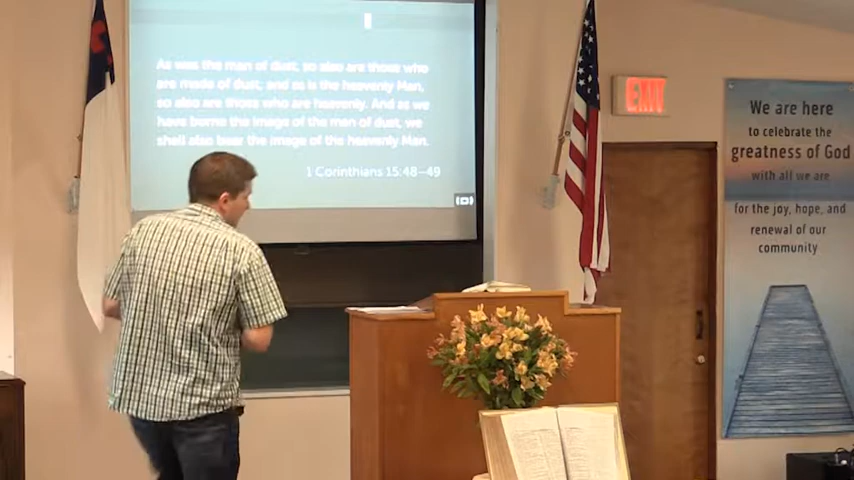 As was the man of dust, so also are those who
are made of dust, and as is the heavenly Man,
so also are those who are heavenly. And as we
have borne the image of the man of dust, we
shall also bear the image of the heavenly Man.
1 Corinthians 15:48-49
EXIT
We Are Here
to celebrate the
greatness of God
with all we are
for the joy, hope, and
renewal of our
community!